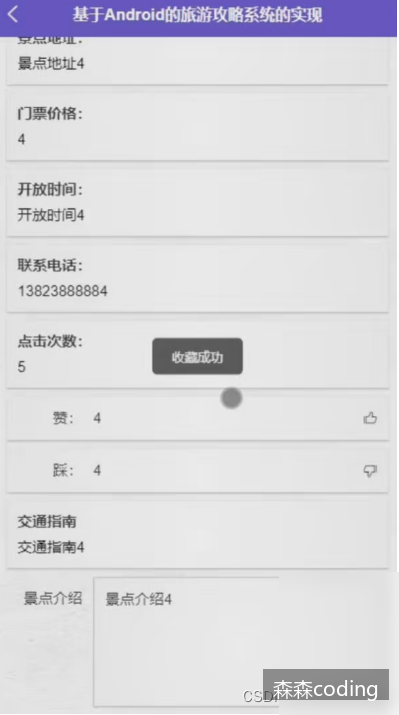 基于Android的旅游攻略系统的实现
景点地址：
景点地址4
门票价格：
4
开放时间：
开放时间4
联系电话：
13823888884
点击次数：
5
收藏成功
赞： 4
踩： 4
交通指南
交通指南4
景点介绍
景点介绍4
CSDN
森森coding